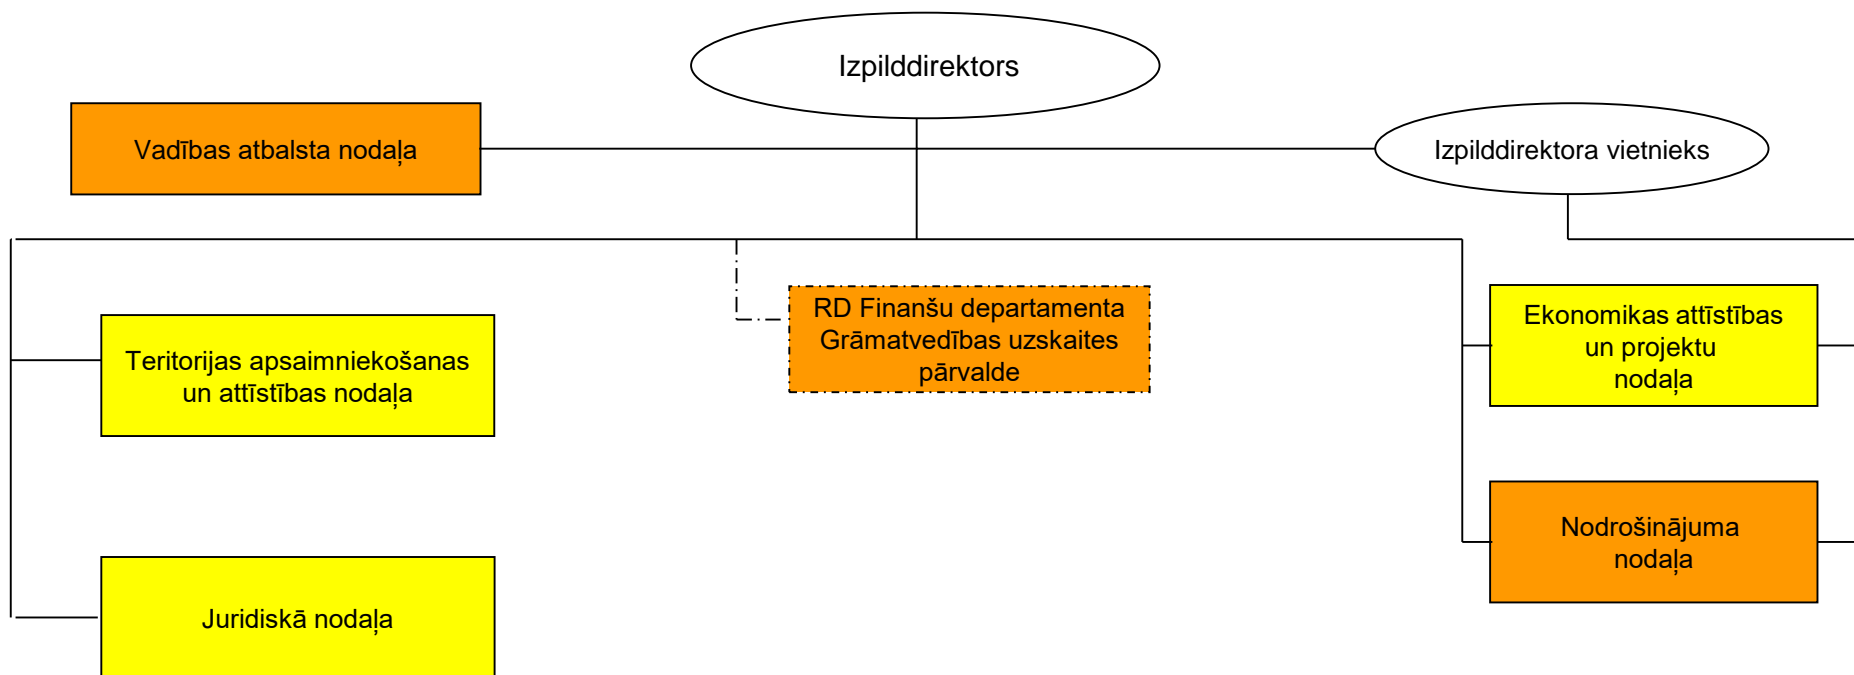 Izpilddirektors
Vadības atbalsta nodaļa
Izpilddirektora vietnieks
RD Finanšu departamenta
Grāmatvedības uzskaites
pārvalde
Ekonomikas attīstības
un projektu
nodaļa
Teritorijas apsaimniekošanas
un attīstības nodaļa
Nodrošinājuma
nodaļa
Juridiskā nodaļa